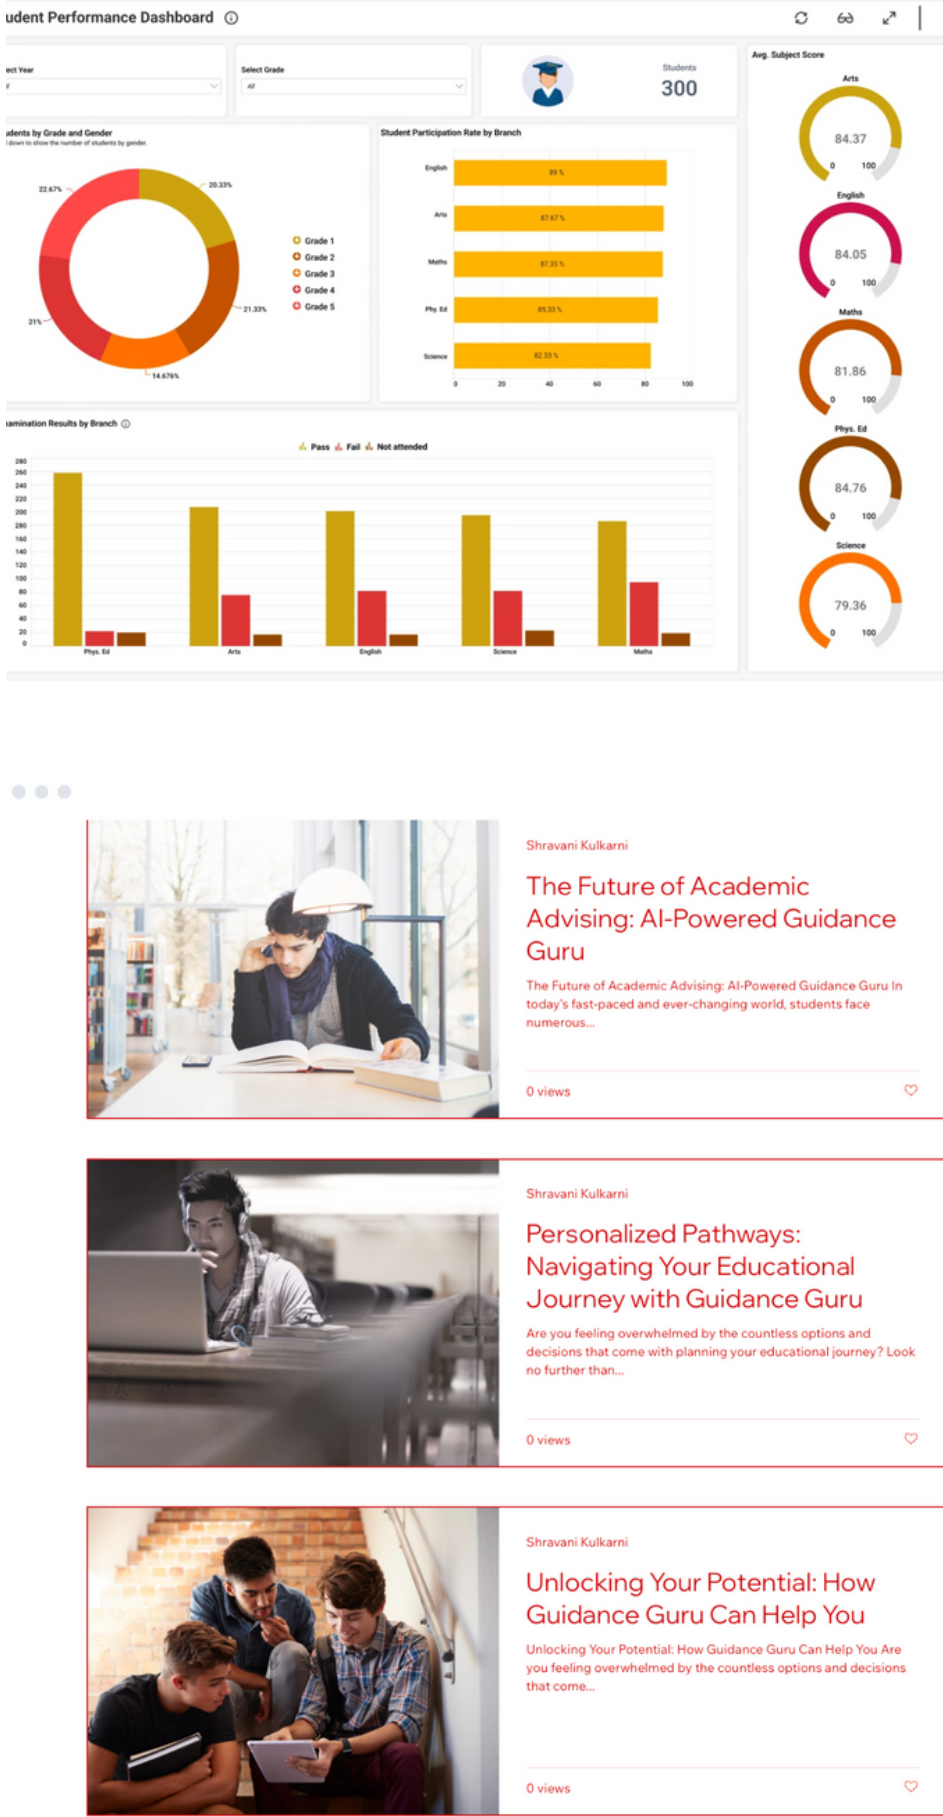 udent Performance Dashboard
ect Year
Select Grade
All
Students
300
Avg. Subject Score
Arts
84.37
0 100
English
84.05
0 100
Maths
81.86
0 100
Phys. Ed
84.76
0 100
Science
79.36
0 100
udents by Grade and Gender
down to show the number of students by gender.
22.67%
20.33%
21.33%
14.676%
21%
Grade 1
Grade 2
Grade 3
Grade 4
Grade 5
Student Participation Rate by Branch
English
89 %
Arts
87.67 %
Maths
87.33 %
Phy. Ed
85.33 %
Science
82.33 %
0 20 40 60 80 100
amination Results by Branch
Pass Fail Not attended
280
260
240
220
200
280
160
140
120
100
80
60
40
20
0
Phys. Ed Arts English Science Maths
Shravani Kulkarni
The Future of Academic
Advising: AI-Powered Guidance
Guru
The Future of Academic Advising: AI-Powered Guidance Guru In
today's fast-paced and ever-changing world, students face
numerous...
0 views
Shravani Kulkarni
Personalized Pathways:
Navigating Your Educational
Journey with Guidance Guru
Are you feeling overwhelmed by the countless options and
decisions that come with planning your educational journey? Look
no further than...
0 views
Shravani Kulkarni
Unlocking Your Potential: How
Guidance Guru Can Help You
Unlocking Your Potential: How Guidance Guru Can Help You Are
you feeling overwhelmed by the countless options and decisions
that come...
0 views